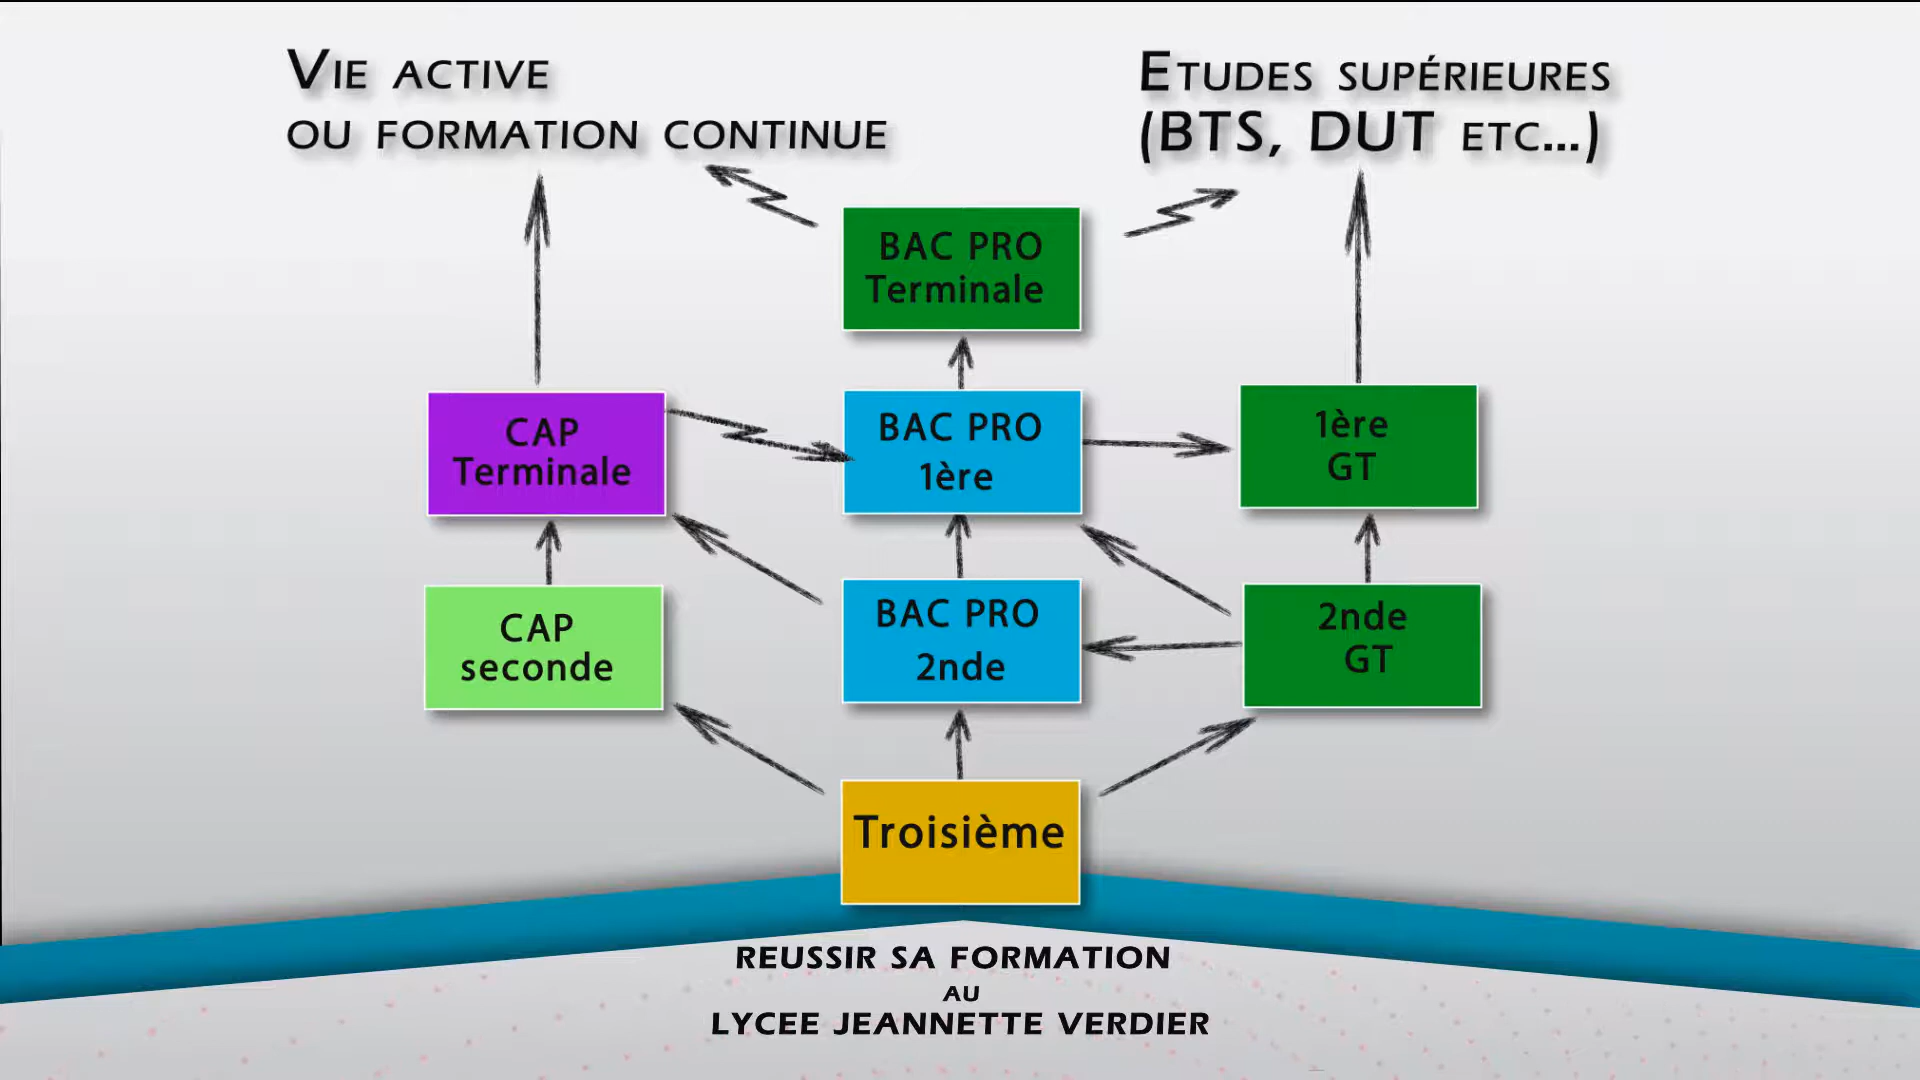 VIE ACTIVE
OU FORMATION CONTINUE
ETUDES SUPÉRIEURES
(BTS, DUT ETC...)
BAC PRO
Terminale
CAP
Terminale
BAC PRO
1ère
1ère
GT
CAP
seconde
BAC PRO
2nde
2nde
GT
Troisième
REUSSIR SA FORMATION
AU
LYCEE JEANNETTE VERDIER